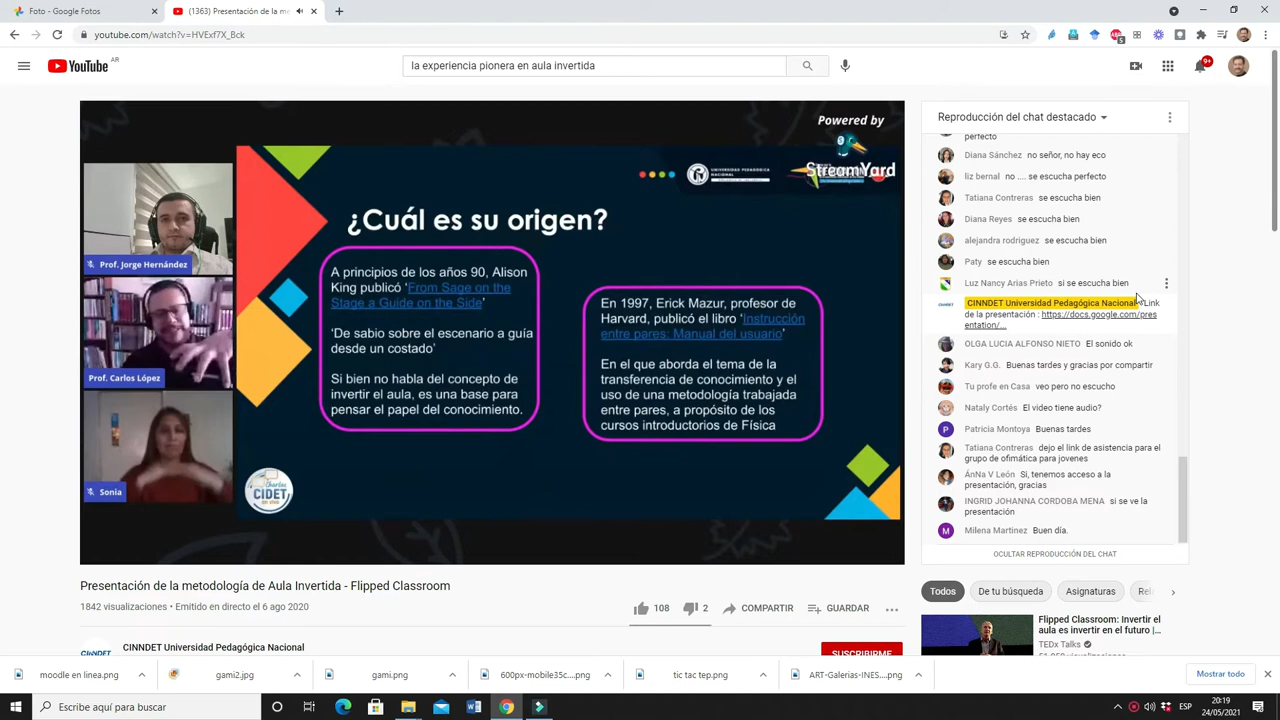 Foto - Google Fotos
(1363) Presentación de la m
youtube.com/watch?v=HVExf7X_Bck
5
YouTube
AR
la experiencia pionera en aula invertida
9+
Powered by
StreamYard
UNIVERSIDAD PEDAGÓGICA
NACIONAL
¿Cuál es su origen?
A principios de los años 90, Alison
King publicó ‘From Sage on the
Stage a Guide on the Side’
‘De sabio sobre el escenario a guía
desde un costado’
Si bien no habla del concepto de
invertir el aula, es una base para
pensar el papel del conocimiento.
En 1997, Erick Mazur, profesor de
Harvard, publicó el libro ‘Instrucción
entre pares: Manual del usuario’
En el que aborda el tema de la
transferencia de conocimiento y el
uso de una metodología trabajada
entre pares, a propósito de los
cursos introductorios de Física
Prof. Jorge Hernández
Prof. Carlos López
Sonia
Charlas
CIDET
en vivo
Reproducción del chat destacado
perfecto
Diana Sánchez no señor, no hay eco
liz bernal no .... se escucha perfecto
Tatiana Contreras se escucha bien
Diana Reyes se escucha bien
alejandra rodriguez se escucha bien
Paty se escucha bien
Luz Nancy Arias Prieto si se escucha bien
CINNDET Universidad Pedagógica Nacional Link
de la presentación : https://docs.google.com/pres
entation/...
OLGA LUCIA ALFONSO NIETO El sonido ok
Kary G.G. Buenas tardes y gracias por compartir
Tu profe en Casa veo pero no escucho
Nataly Cortés El video tiene audio?
P Patricia Montoya Buenas tardes
Tatiana Contreras dejo el link de asistencia para el
grupo de ofimática para jovenes
ÁnNa V León Si, tenemos acceso a la
presentación, gracias
INGRID JOHANNA CORDOBA MENA si se ve la
presentación
M Milena Martinez Buen día.
OCULTAR REPRODUCCIÓN DEL CHAT
Presentación de la metodología de Aula Invertida - Flipped Classroom
1842 visualizaciones • Emitido en directo el 6 ago 2020
108
2
COMPARTIR
GUARDAR
CINNDET Universidad Pedagógica Nacional
SUSCRIBIRME
Todos
De tu búsqueda
Asignaturas
Rel
Flipped Classroom: Invertir el
aula es invertir en el futuro |...
TEDx Talks
moodle en linea.png
gami2.jpg
gami.png
600px-mobile35c....png
tic tac tep.png
ART-Galerias-INES....png
Mostrar todo
Escribe aquí para buscar
ESP
20:19
24/05/2021